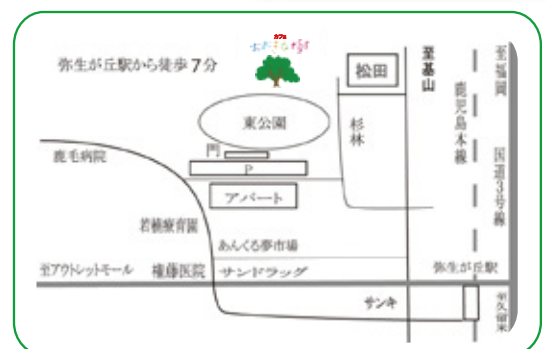 カフェ
弥生が丘駅から徒歩7分
松田
至基山
至福岡
鹿児島本線
国道3号線
東公園
杉林
門
P
鹿毛病院
アパート
若楠療育園
あんくる夢市場
至アウトレットモール
権藤医院
サンドラッグ
弥生が丘駅
サンキ
至久留米